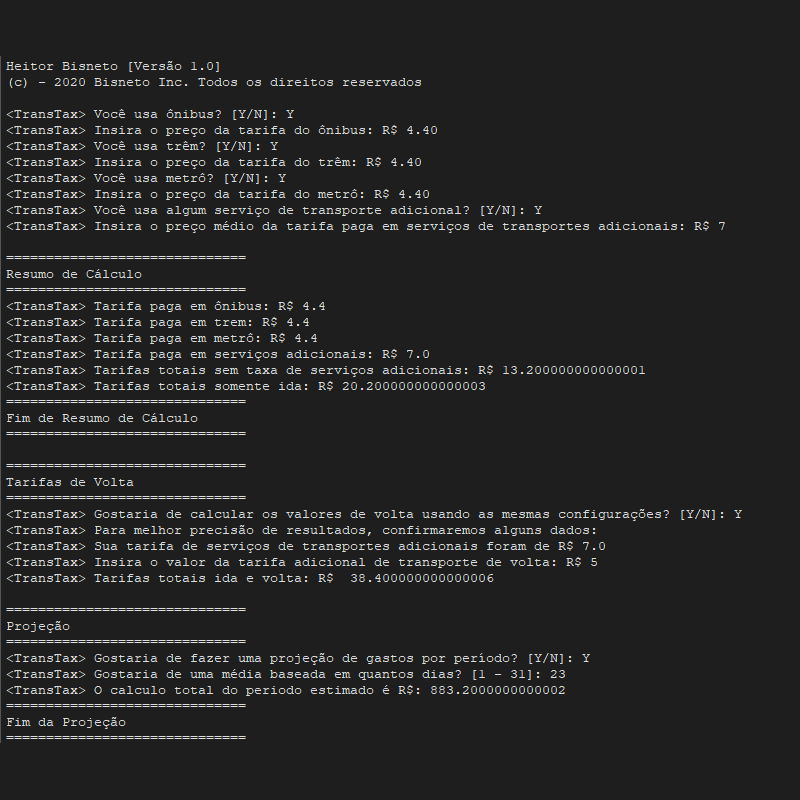 Heitor Bisneto [Versão 1.0]
(c) - 2020 Bisneto Inc. Todos os direitos reservados
<TransTax> Você usa ônibus? [Y/N]: Y
<TransTax> Insira o preço da tarifa do ônibus: R$ 4.40
<TransTax> Você usa trêm? [Y/N]: Y
<TransTax> Insira o preço da tarifa do trêm: R$ 4.40
<TransTax> Você usa metrô? [Y/N]: Y
<TransTax> Insira o preço da tarifa do metrô: R$ 4.40
<TransTax> Você usa algum serviço de transporte adicional? [Y/N]: Y
<TransTax> Insira o preço médio da tarifa paga em serviços de transportes adicionais: R$ 7
==============================
Resumo de Cálculo
==============================
<TransTax> Tarifa paga em ônibus: R$ 4.4
<TransTax> Tarifa paga em trem: R$ 4.4
<TransTax> Tarifa paga em metrô: R$ 4.4
<TransTax> Tarifa paga em serviços adicionais: R$ 7.0
<TransTax> Tarifas totais sem taxa de serviços adicionais: R$ 13.200000000000001
<TransTax> Tarifas totais somente ida: R$ 20.200000000000003
==============================
Fim de Resumo de Cálculo
==============================
==============================
Tarifas de Volta
==============================
<TransTax> Gostaria de calcular os valores de volta usando as mesmas configurações? [Y/N]: Y
<TransTax> Para melhor precisão de resultados, confirmaremos alguns dados:
<TransTax> Sua tarifa de serviços de transportes adicionais foram de R$ 7.0
<TransTax> Insira o valor da tarifa adicional de transporte de volta: R$ 5
<TransTax> Tarifas totais ida e volta: R$  38.400000000000006
==============================
Projeção
==============================
<TransTax> Gostaria de fazer uma projeção de gastos por período? [Y/N]: Y
<TransTax> Gostaria de uma média baseada em quantos dias? [1 - 31]: 23
<TransTax> O calculo total do periodo estimado é R$: 883.2000000000002
==============================
Fim da Projeção
==============================